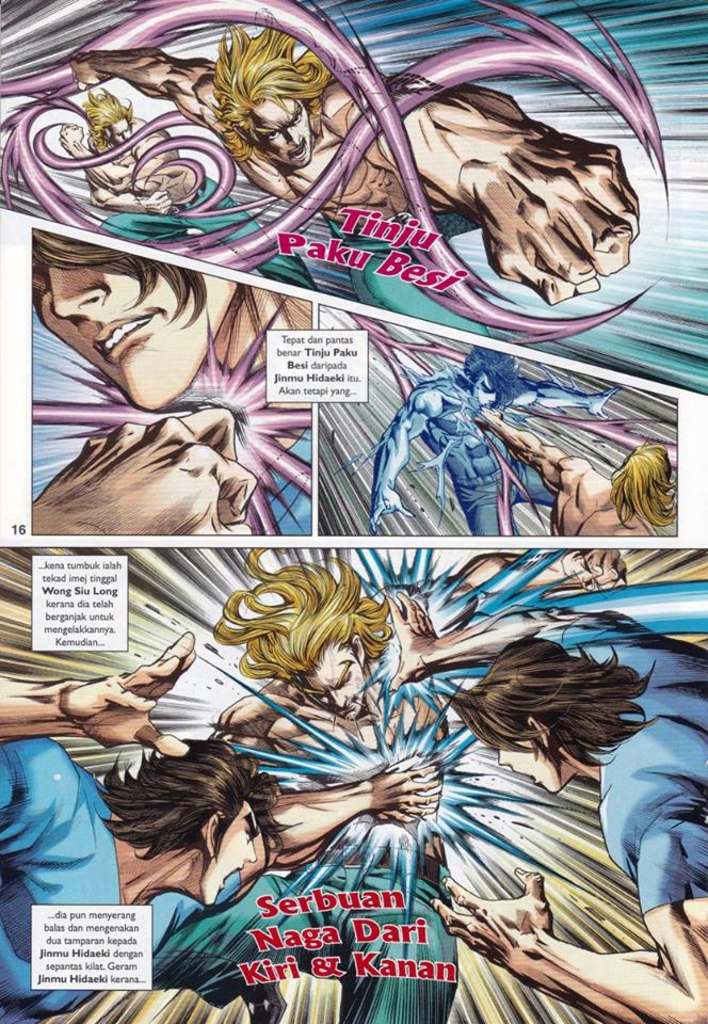 Tinju
Paku Besi
Tepat dan pantas
benar Tinju Paku
Besi daripada
Jinmu Hidaeki itu.
Akan tetapi yang...
16
...kena tumbuk ialah
tekad imej tinggal
Wong Siu Long
kerana dia telah
berganjak untuk
mengelakkannya.
Kemudian...
...dia pun menyerang
balas dan mengenakan
dua tamparan kepada
Jinmu Hidaeki dengan
sepantas kilat. Geram
Jinmu Hidaeki kerana...
Serbuan
Naga Dari
Kiri & Kanan